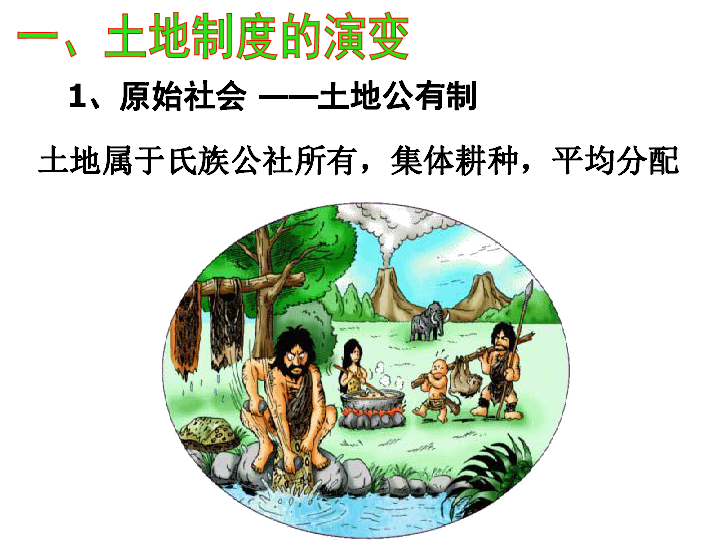 一、土地制度的演变
1、原始社会 ——土地公有制
土地属于氏族公社所有，集体耕种，平均分配